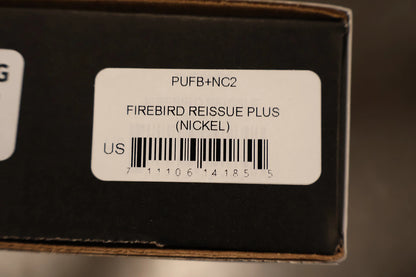 G
PUFB+NC2
FIREBIRD REISSUE PLUS
(NICKEL)
US
7 11106 14185 5